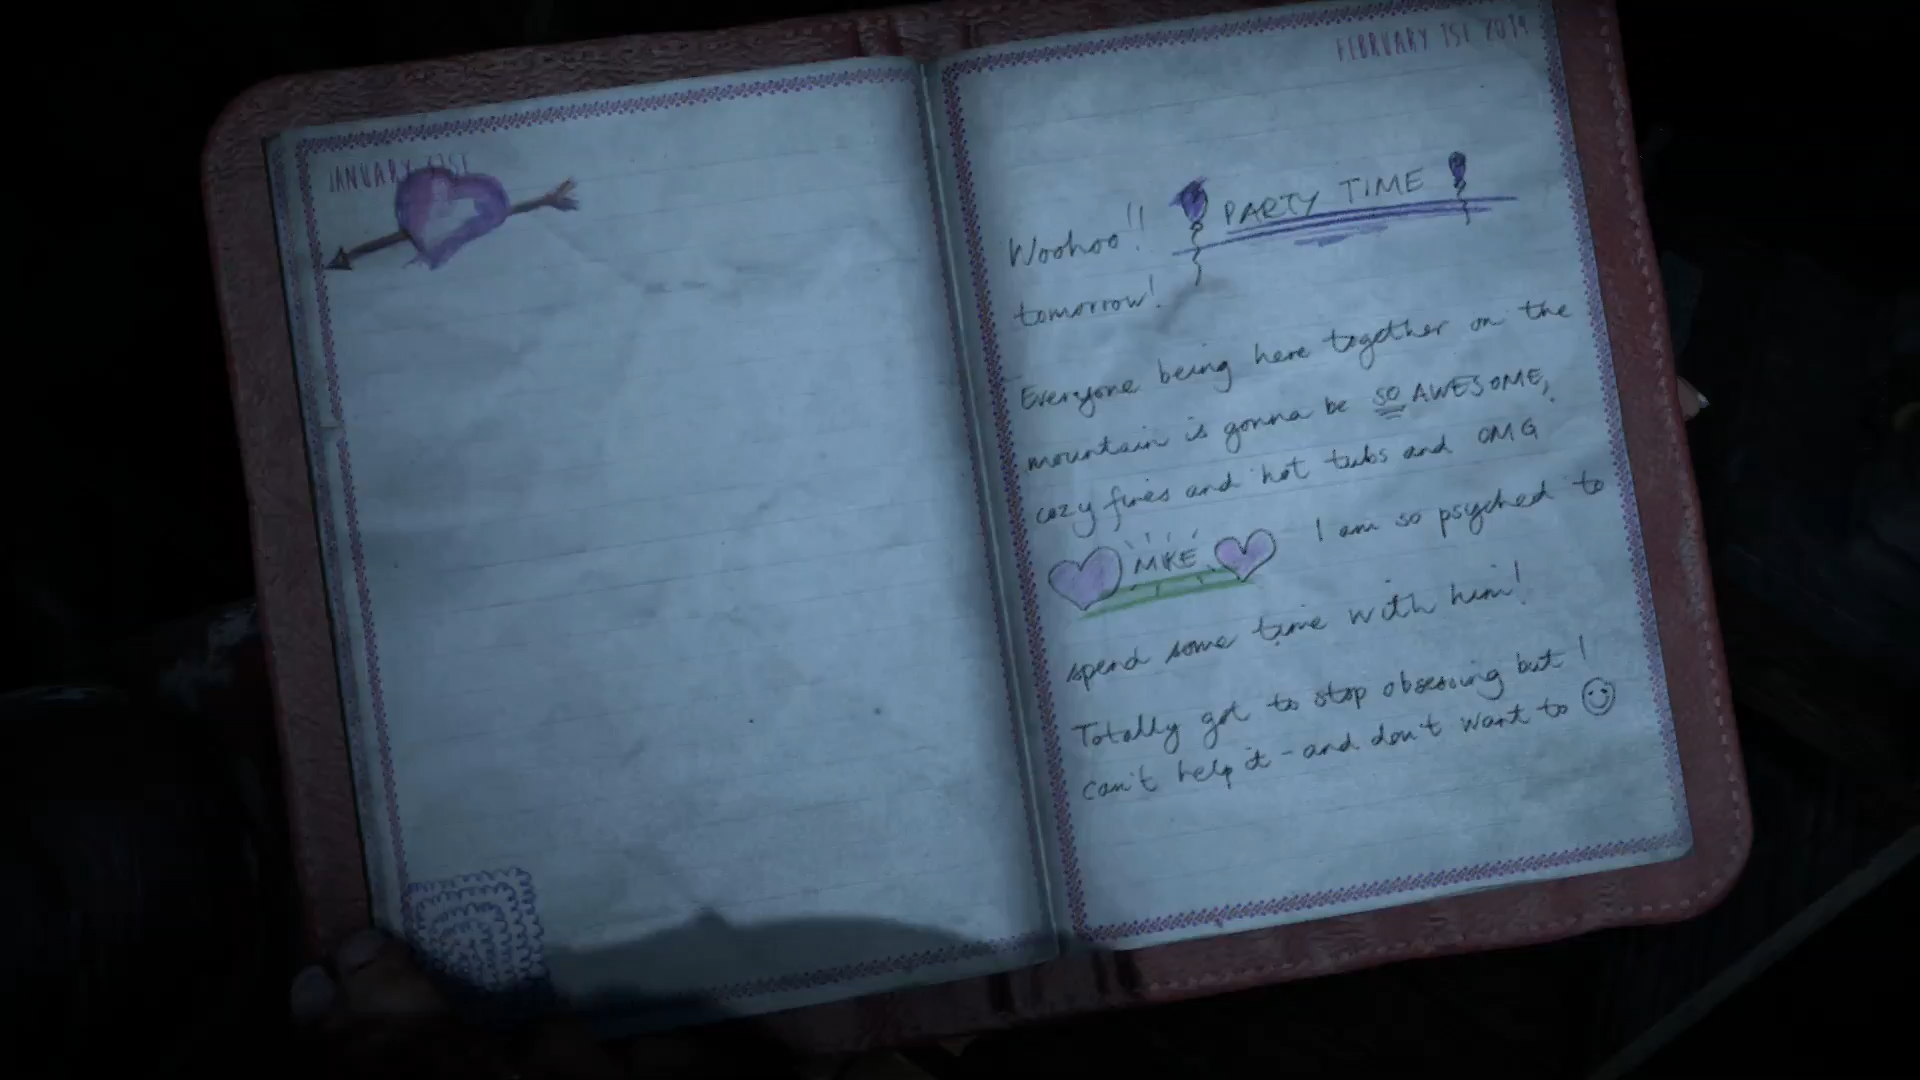 JANUARY 31ST
FEBRUARY 1ST 2014
Woohoo!! PARTY TIME
tomorrow!
Everyone being here together on the
mountain is gonna be SO AWESOME,
cozy fires and hot tubs and OMG
MIKE I am so psyched to
spend some time with him!
Totally got to stop obsessing but I
can't help it - and don't want to